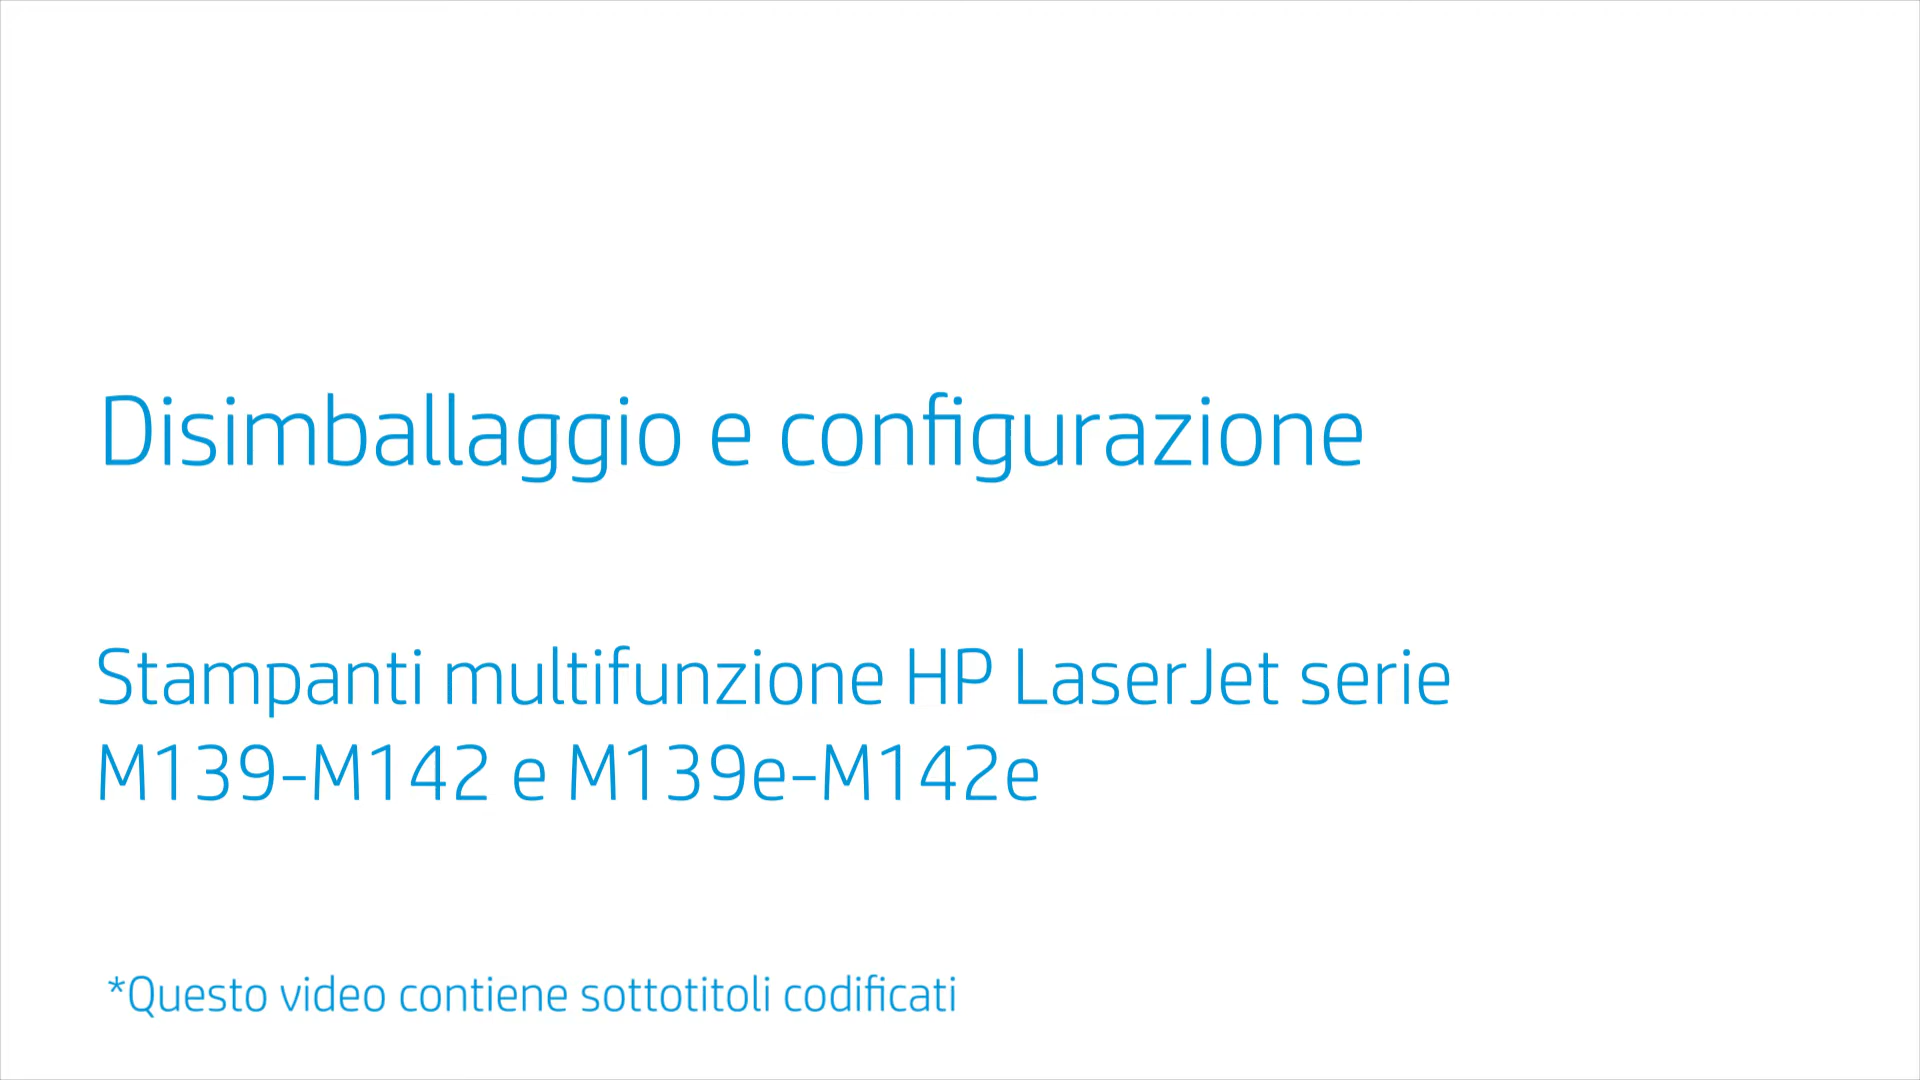 Disimballaggio e configurazione
Stampanti multifunzione HP LaserJet serie
M139-M142 e M139e-M142e
*Questo video contiene sottotitoli codificati